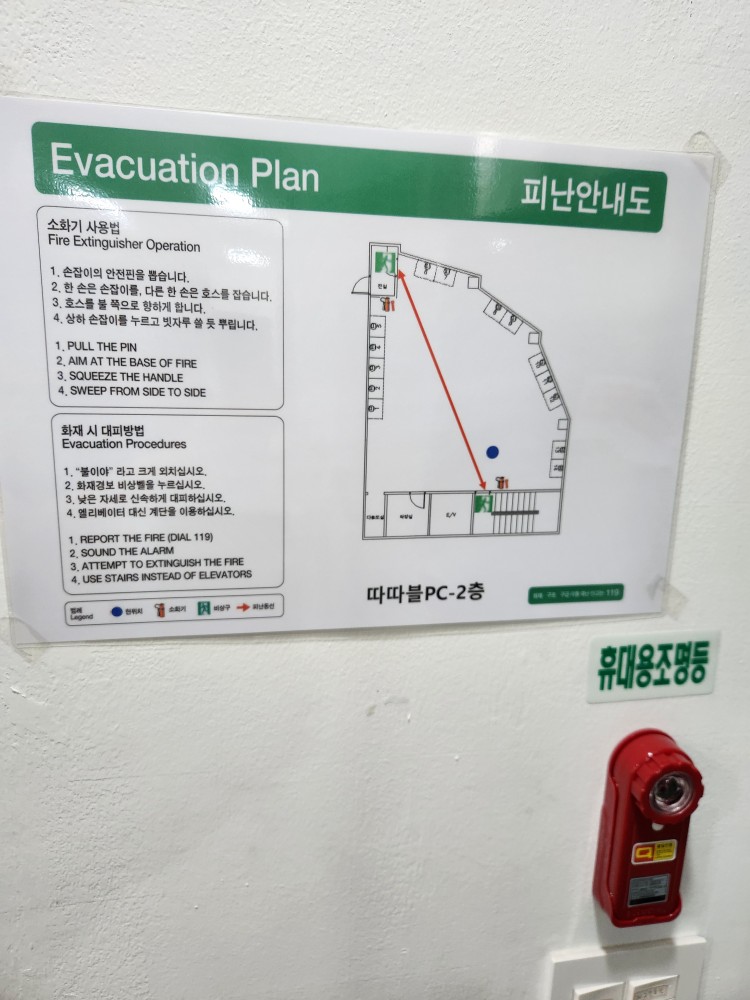 Evacuation Plan
피난안내도
소화기 사용법
Fire Extinguisher Operation
1. 손잡이의 안전핀을 뽑습니다.
2. 한 손은 손잡이를, 다른 한 손은 호스를 잡습니다.
3. 호스를 불 쪽으로 향하게 합니다.
4. 상하 손잡이를 누르고 빗자루 쓸 듯 뿌립니다.
1. PULL THE PIN
2. AIM AT THE BASE OF FIRE
3. SQUEEZE THE HANDLE
4. SWEEP FROM SIDE TO SIDE
화재 시 대피방법
Evacuation Procedures
1. "불이야" 라고 크게 외치십시오.
2. 화재경보 비상벨을 누르십시오.
3. 낮은 자세로 신속하게 대피하십시오.
4. 엘리베이터 대신 계단을 이용하십시오.
1. REPORT THE FIRE (DIAL 119)
2. SOUND THE ALARM
3. ATTEMPT TO EXTINGUISH THE FIRE
4. USE STAIRS INSTEAD OF ELEVATORS
범례
Legend
현위치
소화기
비상구
피난동선
전실
화장실
E/V
따따블PC-2층
119
휴대용조명등